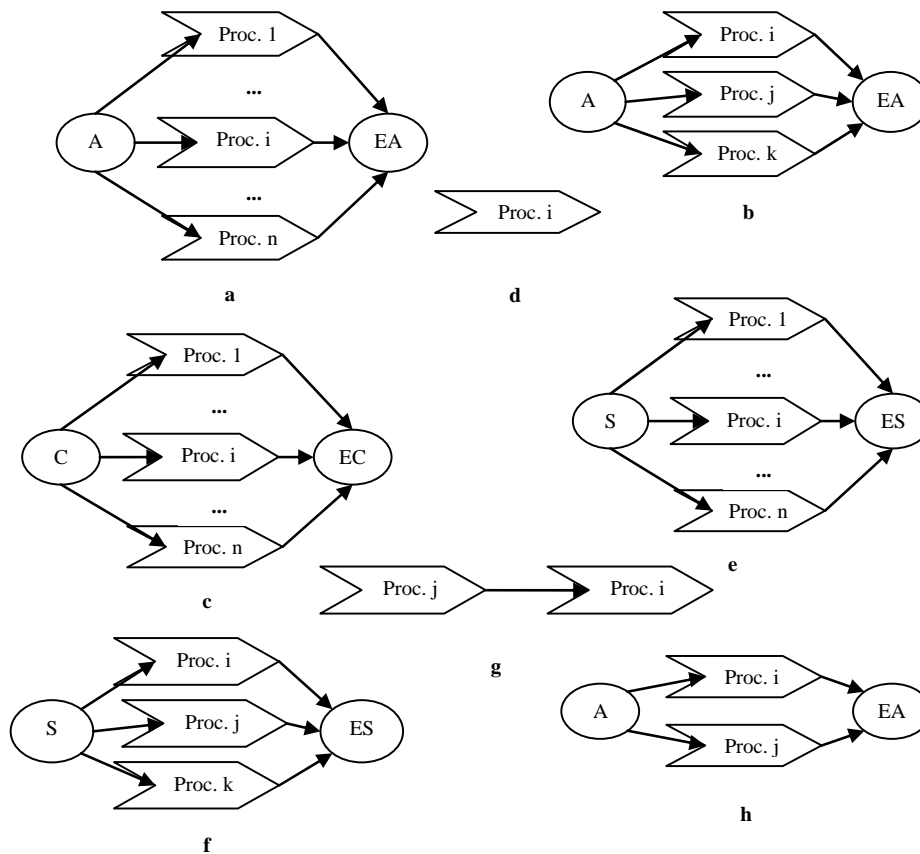 Proc. 1
...
A
Proc. i
EA
...
Proc. n
a
Proc. i
A
Proc. j
EA
Proc. k
b
Proc. i
d
Proc. 1
...
C
Proc. i
EC
...
Proc. n
c
Proc. 1
...
S
Proc. i
ES
...
Proc. n
e
Proc. j
Proc. i
g
Proc. i
S
Proc. j
ES
Proc. k
f
Proc. i
A
EA
Proc. j
h